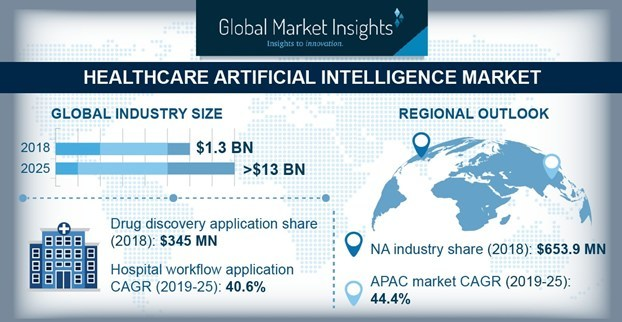 Global Market Insights
Insights to innovation
HEALTHCARE ARTIFICIAL INTELLIGENCE MARKET
GLOBAL INDUSTRY SIZE
2018 $1.3 BN
2025 >$13 BN
Drug discovery application share
(2018): $345 MN
Hospital workflow application
CAGR (2019-25): 40.6%
REGIONAL OUTLOOK
NA industry share (2018): $653.9 MN
APAC market CAGR (2019-25):
44.4%